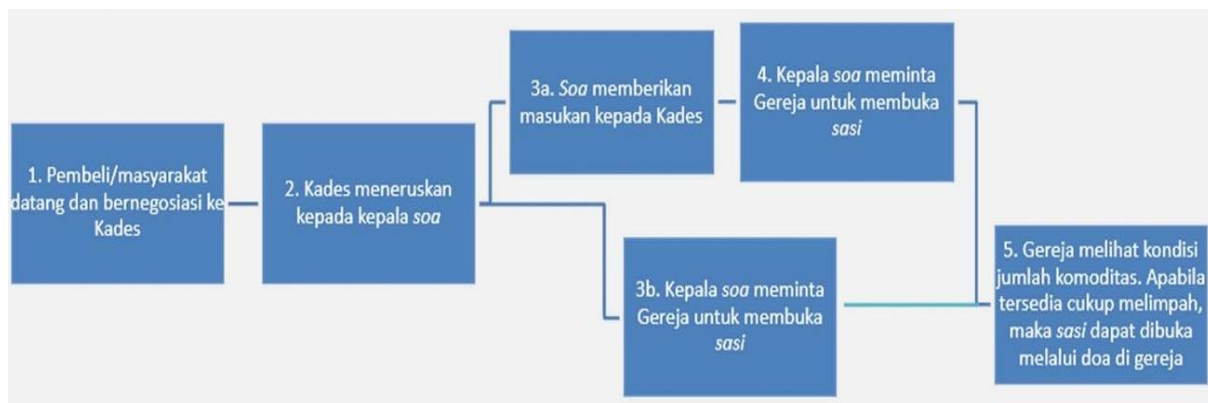 1. Pembeli/masyarakat
datang dan bernegosiasi ke
Kades
2. Kades meneruskan
kepada kepala soa
3a. Soa memberikan
masukan kepada Kades
4. Kepala soa meminta
Gereja untuk membuka
sasi
3b. Kepala soa meminta
Gereja untuk membuka
sasi
5. Gereja melihat kondisi
jumlah komoditas. Apabila
tersedia cukup melimpah,
maka sasi dapat dibuka
melalui doa di gereja